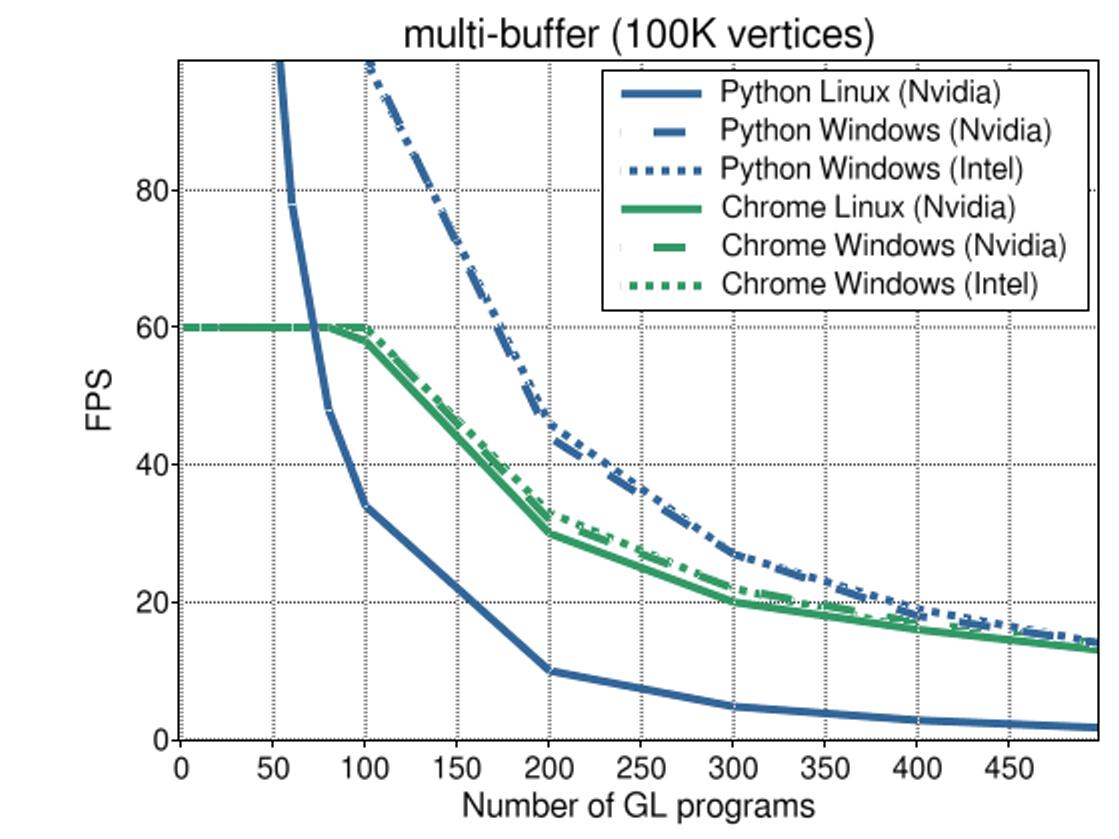 multi-buffer (100K vertices)
Python Linux (Nvidia)
Python Windows (Nvidia)
Python Windows (Intel)
Chrome Linux (Nvidia)
Chrome Windows (Nvidia)
Chrome Windows (Intel)
FPS
80
60
40
20
0
0 50 100 150 200 250 300 350 400 450
Number of GL programs